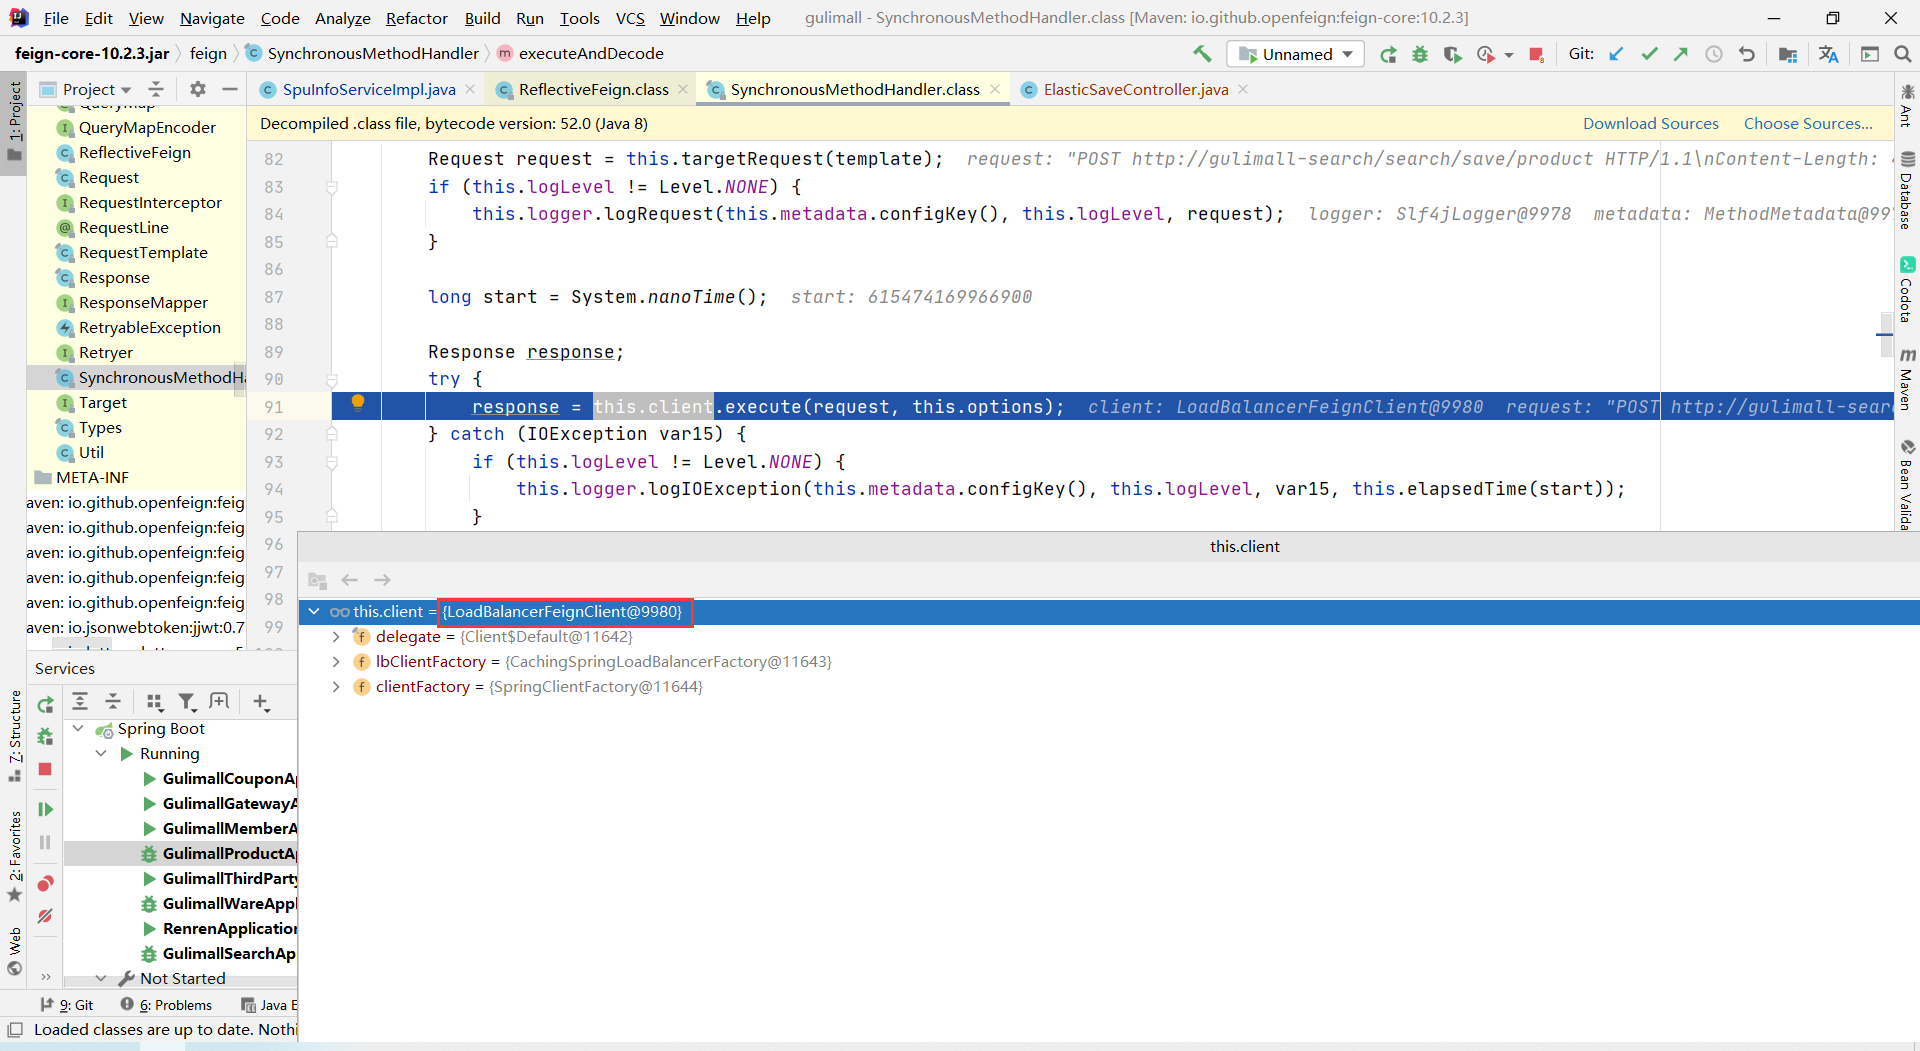 File Edit View Navigate Code Analyze Refactor Build Run Tools VCS Window Help gulimall - SynchronousMethodHandler.class [Maven: io.github.openfeign:feign-core:10.2.3]
feign-core-10.2.3.jar feign SynchronousMethodHandler executeAndDecode Unnamed Git:
Project SpuInfoServiceImpl.java ReflectiveFeign.class SynchronousMethodHandler.class ElasticSaveController.java
Decompiled .class file, bytecode version: 52.0 (Java 8) Download Sources Choose Sources...
1: Project
QueryMap
QueryMapEncoder
ReflectiveFeign
Request
RequestInterceptor
RequestLine
RequestTemplate
Response
ResponseMapper
RetryableException
Retryer
SynchronousMethodHa
Target
Types
Util
META-INF
aven: io.github.openfeign:feig
aven: io.github.openfeign:feig
aven: io.github.openfeign:feig
aven: io.github.openfeign:feig
aven: io.github.openfeign:feig
aven: io.jsonwebtoken:jjwt:0.7
82 Request request = this.targetRequest(template); request: "POST http://gulimall-search/search/save/product HTTP/1.1\nContent-Length:
83 if (this.logLevel != Level.NONE) {
84 this.logger.logRequest(this.metadata.configKey(), this.logLevel, request); logger: Slf4jLogger@9978 metadata: MethodMetadata@99
85 }
86
87 long start = System.nanoTime(); start: 615474169966900
88
89 Response response;
90 try {
91 response = this.client.execute(request, this.options); client: LoadBalancerFeignClient@9980 request: "POST http://gulimall-sear
92 } catch (IOException var15) {
93 if (this.logLevel != Level.NONE) {
94 this.logger.logIOException(this.metadata.configKey(), this.logLevel, var15, this.elapsedTime(start));
95 }
96
97
98
99
this.client
this.client = {LoadBalancerFeignClient@9980}
delegate = {Client$Default@11642}
lbClientFactory = {CachingSpringLoadBalancerFactory@11643}
clientFactory = {SpringClientFactory@11644}
Ant
Database
Codota
Maven
Bean Valida
Services
Spring Boot
Running
GulimallCouponAp
GulimallGatewayA
GulimallMemberA
GulimallProductAp
GulimallThirdParty
GulimallWareAppl
RenrenApplication
GulimallSearchAp
Not Started
7: Structure
2: Favorites
Web
9: Git 6: Problems Java E
Loaded classes are up to date. Nothi